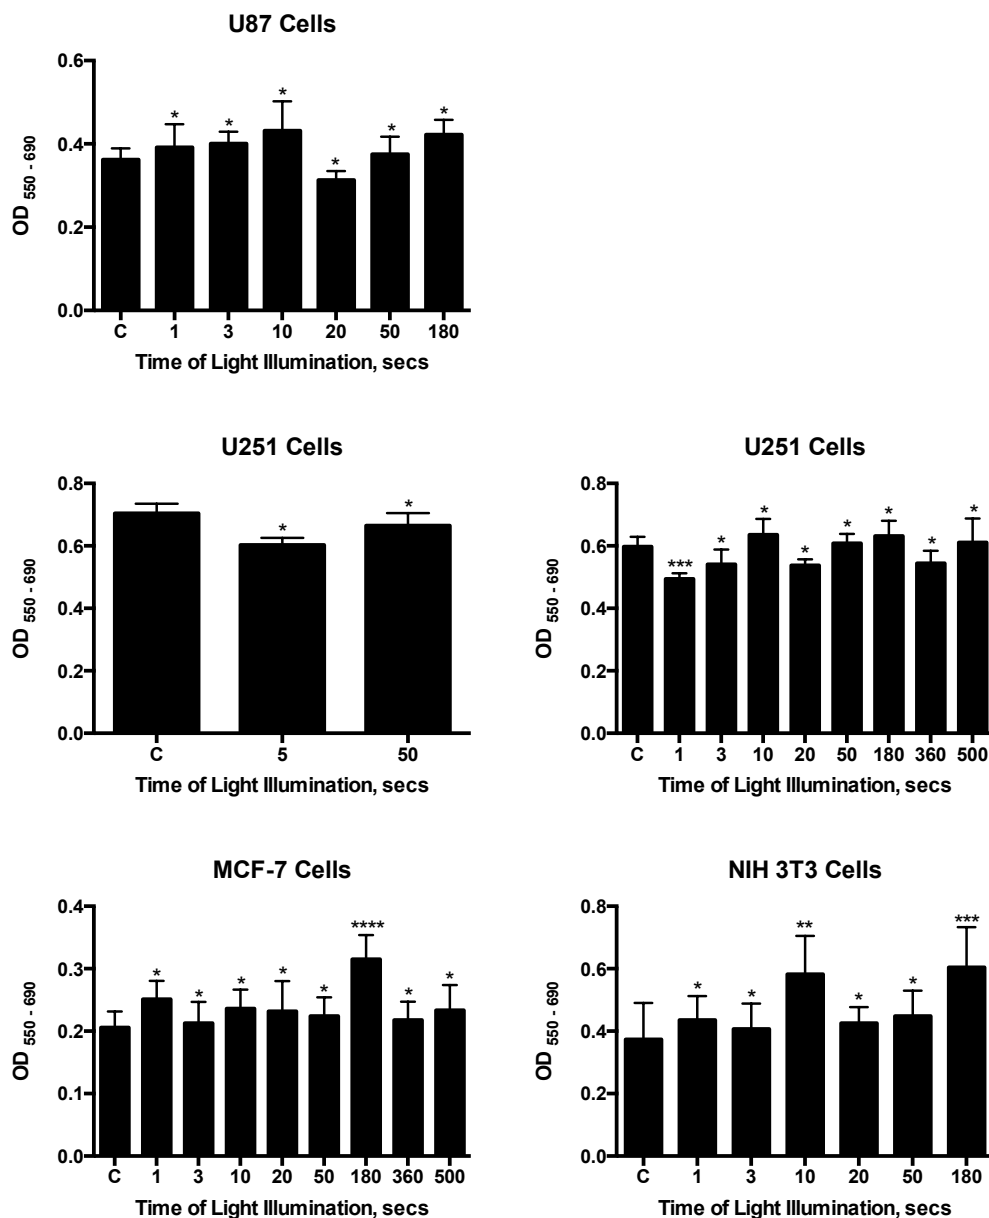 U87 Cells
0.6
0.4
0.2
0.0
OD 550 - 690
* * * * * *
C 1 3 10 20 50 180
Time of Light Illumination, secs
U251 Cells
0.8
0.6
0.4
0.2
0.0
OD 550 - 690
* *
C 5 50
Time of Light Illumination, secs
U251 Cells
0.8
0.6
0.4
0.2
0.0
OD 550 - 690
*** * * * * * * *
C 1 3 10 20 50 180 360 500
Time of Light Illumination, secs
MCF-7 Cells
0.4
0.3
0.2
0.1
0.0
OD 550 - 690
* * * * * **** * *
C 1 3 10 20 50 180 360 500
Time of Light Illumination, secs
NIH 3T3 Cells
0.8
0.6
0.4
0.2
0.0
OD 550 - 690
* * ** * * ***
C 1 3 10 20 50 180
Time of Light Illumination, secs